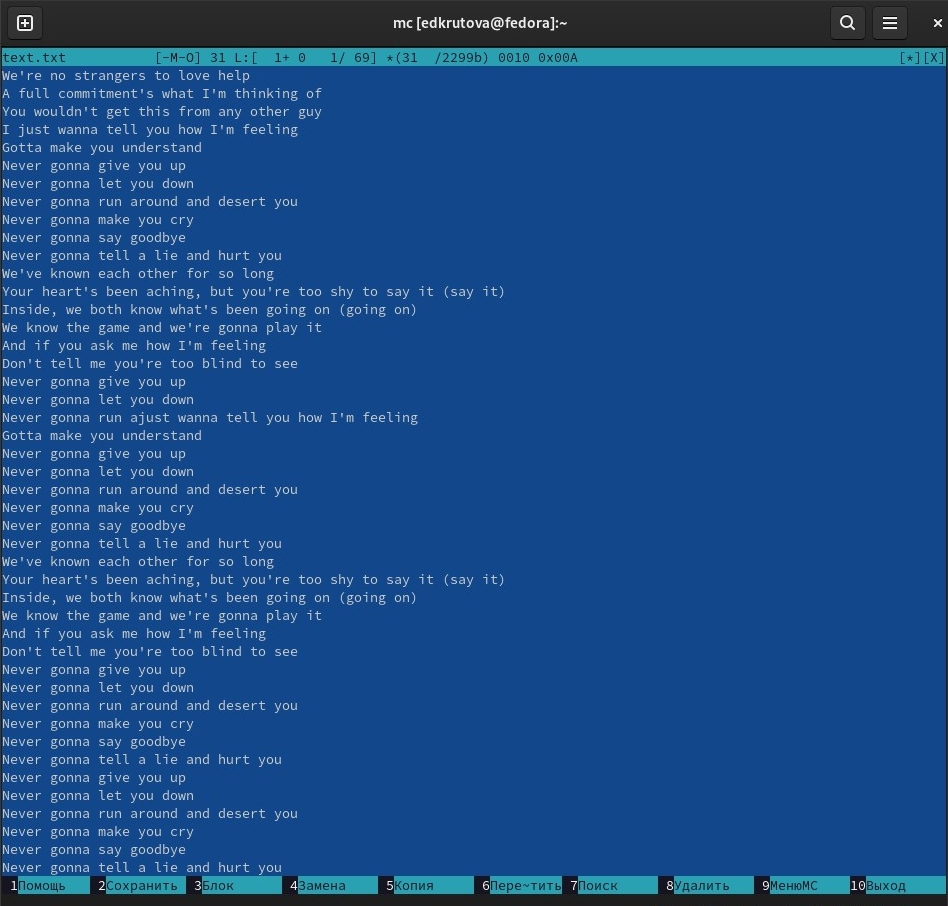 mc [edkrutova@fedora]:~
text.txt [-M-O] 31 L:[ 1+ 0 1/ 69] *(31 /2299b) 0010 0x00A [*][X]
We're no strangers to love help
A full commitment's what I'm thinking of
You wouldn't get this from any other guy
I just wanna tell you how I'm feeling
Gotta make you understand
Never gonna give you up
Never gonna let you down
Never gonna run around and desert you
Never gonna make you cry
Never gonna say goodbye
Never gonna tell a lie and hurt you
We've known each other for so long
Your heart's been aching, but you're too shy to say it (say it)
Inside, we both know what's been going on (going on)
We know the game and we're gonna play it
And if you ask me how I'm feeling
Don't tell me you're too blind to see
Never gonna give you up
Never gonna let you down
Never gonna run ajust wanna tell you how I'm feeling
Gotta make you understand
Never gonna give you up
Never gonna let you down
Never gonna run around and desert you
Never gonna make you cry
Never gonna say goodbye
Never gonna tell a lie and hurt you
We've known each other for so long
Your heart's been aching, but you're too shy to say it (say it)
Inside, we both know what's been going on (going on)
We know the game and we're gonna play it
And if you ask me how I'm feeling
Don't tell me you're too blind to see
Never gonna give you up
Never gonna let you down
Never gonna run around and desert you
Never gonna make you cry
Never gonna say goodbye
Never gonna tell a lie and hurt you
Never gonna give you up
Never gonna let you down
Never gonna run around and desert you
Never gonna make you cry
Never gonna say goodbye
Never gonna tell a lie and hurt you
1Помощь 2Сохранить 3Блок 4Замена 5Копия 6Пере~тить 7Поиск 8Удалить 9МенюMC 10Выход